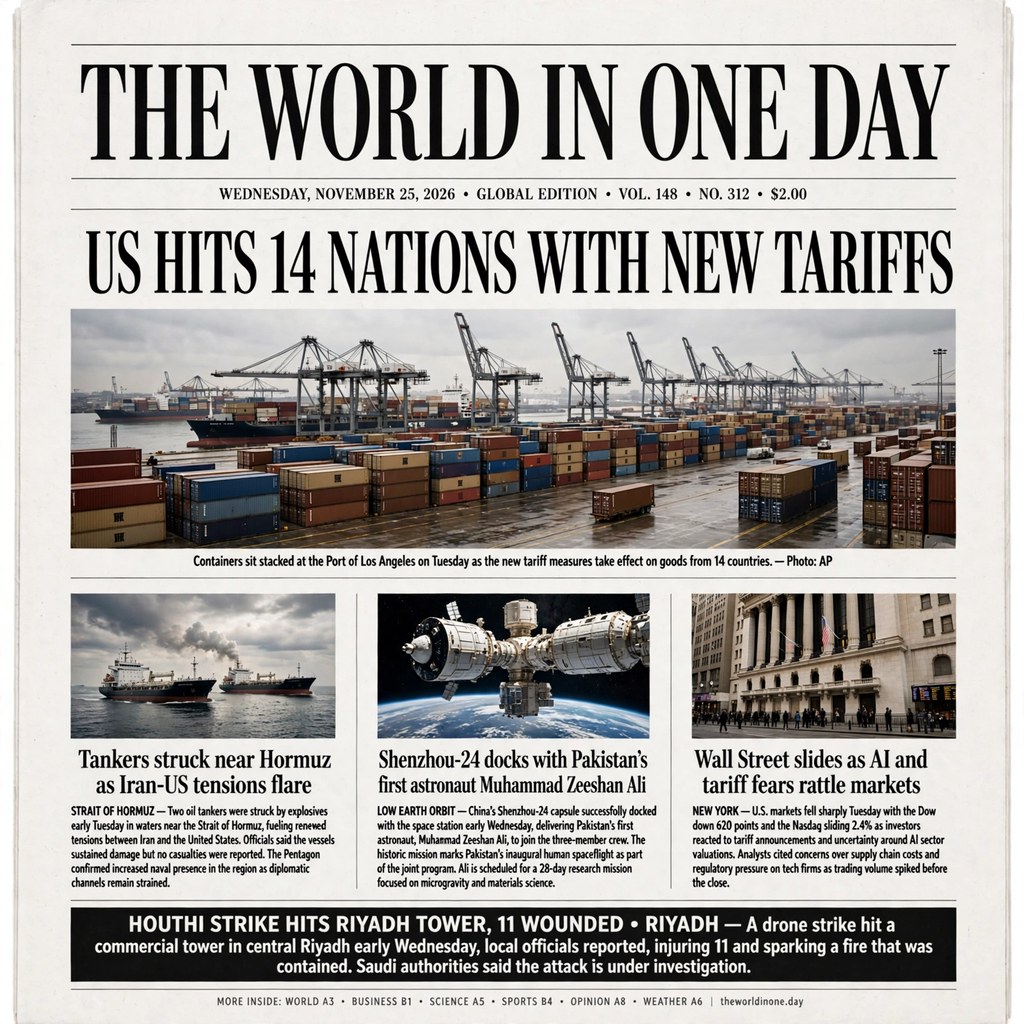 THE WORLD IN ONE DAY
WEDNESDAY, NOVEMBER 25, 2026 • GLOBAL EDITION • VOL. 148 • NO. 312 • $2.00
US HITS 14 NATIONS WITH NEW TARIFFS
Containers sit stacked at the Port of Los Angeles on Tuesday as the new tariff measures take effect on goods from 14 countries. — Photo: AP
Tankers struck near Hormuz
as Iran-US tensions flare
STRAIT OF HORMUZ — Two oil tankers were struck by explosives
early Tuesday in waters near the Strait of Hormuz, fueling renewed
tensions between Iran and the United States. Officials said the vessels
sustained damage but no casualties were reported. The Pentagon
confirmed increased naval presence in the region as diplomatic
channels remain strained.
Shenzhou-24 docks with Pakistan's
first astronaut Muhammad Zeeshan Ali
LOW EARTH ORBIT — China's Shenzhou-24 capsule successfully docked
with the space station early Wednesday, delivering Pakistan's first
astronaut, Muhammad Zeeshan Ali, to join the three-member crew. The
historic mission marks Pakistan's inaugural human spaceflight as part
of the joint program. Ali is scheduled for a 28-day research mission
focused on microgravity and materials science.
Wall Street slides as AI and
tariff fears rattle markets
NEW YORK — U.S. markets fell sharply Tuesday with the Dow
down 620 points and the Nasdaq sliding 2.4% as investors
reacted to tariff announcements and uncertainty around AI sector
valuations. Analysts cited concerns over supply chain costs and
regulatory pressure on tech firms as trading volume spiked before
the close.
HOUTHI STRIKE HITS RIYADH TOWER, 11 WOUNDED • RIYADH — A drone strike hit a
commercial tower in central Riyadh early Wednesday, local officials reported, injuring 11 and sparking a fire that was
contained. Saudi authorities said the attack is under investigation.
MORE INSIDE: WORLD A3 • BUSINESS B1 • SCIENCE A5 • SPORTS B4 • OPINION A8 • WEATHER A6 | theworldinone.day